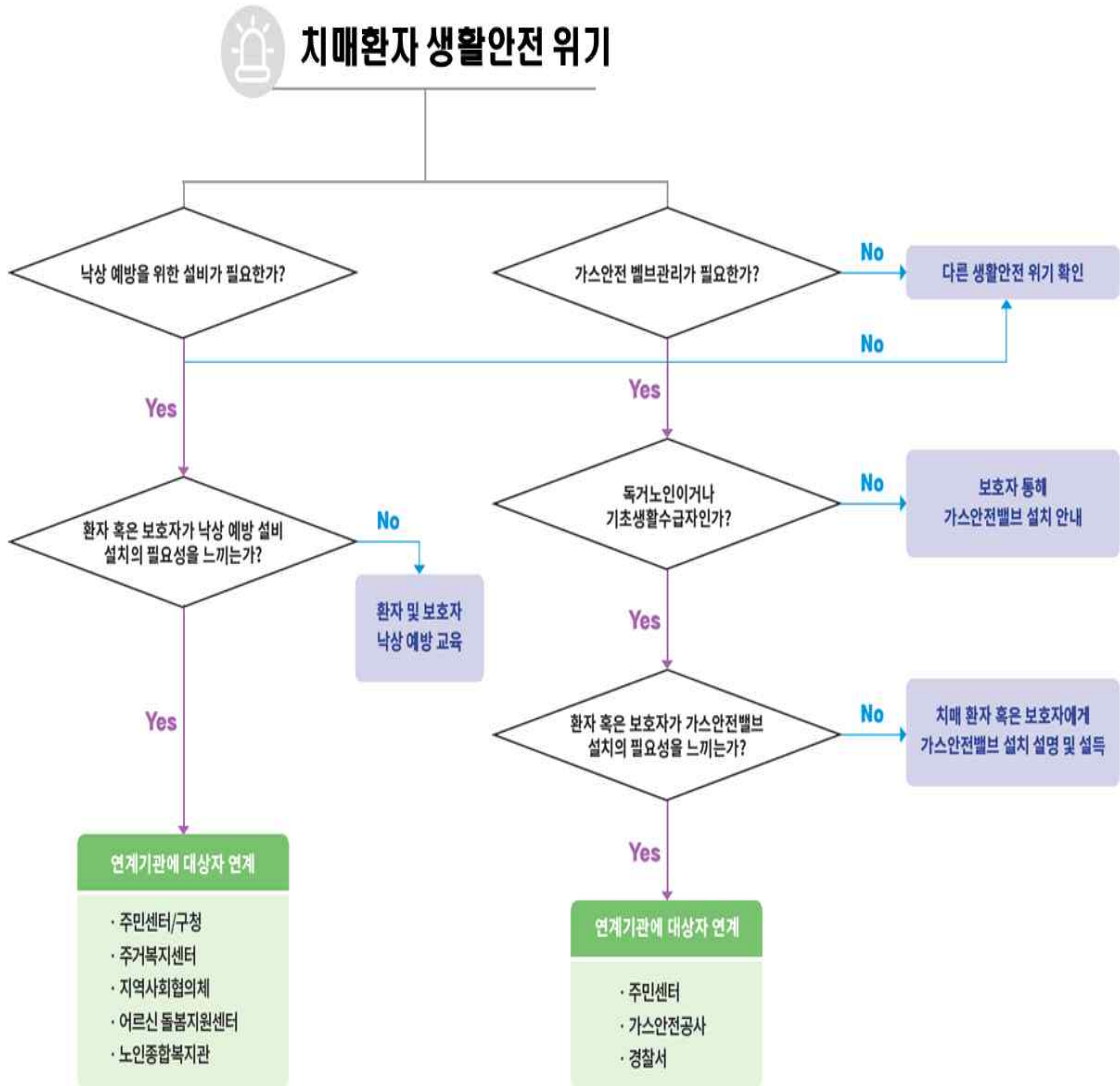 치매환자 생활안전 위기
낙상 예방을 위한 설비가 필요한가?
가스안전 벨브관리가 필요한가?
No
다른 생활안전 위기 확인
No
Yes
Yes
독거노인이거나
기초생활수급자인가?
No
보호자 통해
가스안전밸브 설치 안내
환자 혹은 보호자가 낙상 예방 설비
설치의 필요성을 느끼는가?
No
환자 및 보호자
낙상 예방 교육
Yes
Yes
환자 혹은 보호자가 가스안전밸브
설치의 필요성을 느끼는가?
No
치매 환자 혹은 보호자에게
가스안전밸브 설치 설명 및 설득
Yes
연계기관에 대상자 연계
· 주민센터/구청
· 주거복지센터
· 지역사회협의체
· 어르신 돌봄지원센터
· 노인종합복지관
연계기관에 대상자 연계
· 주민센터
· 가스안전공사
· 경찰서